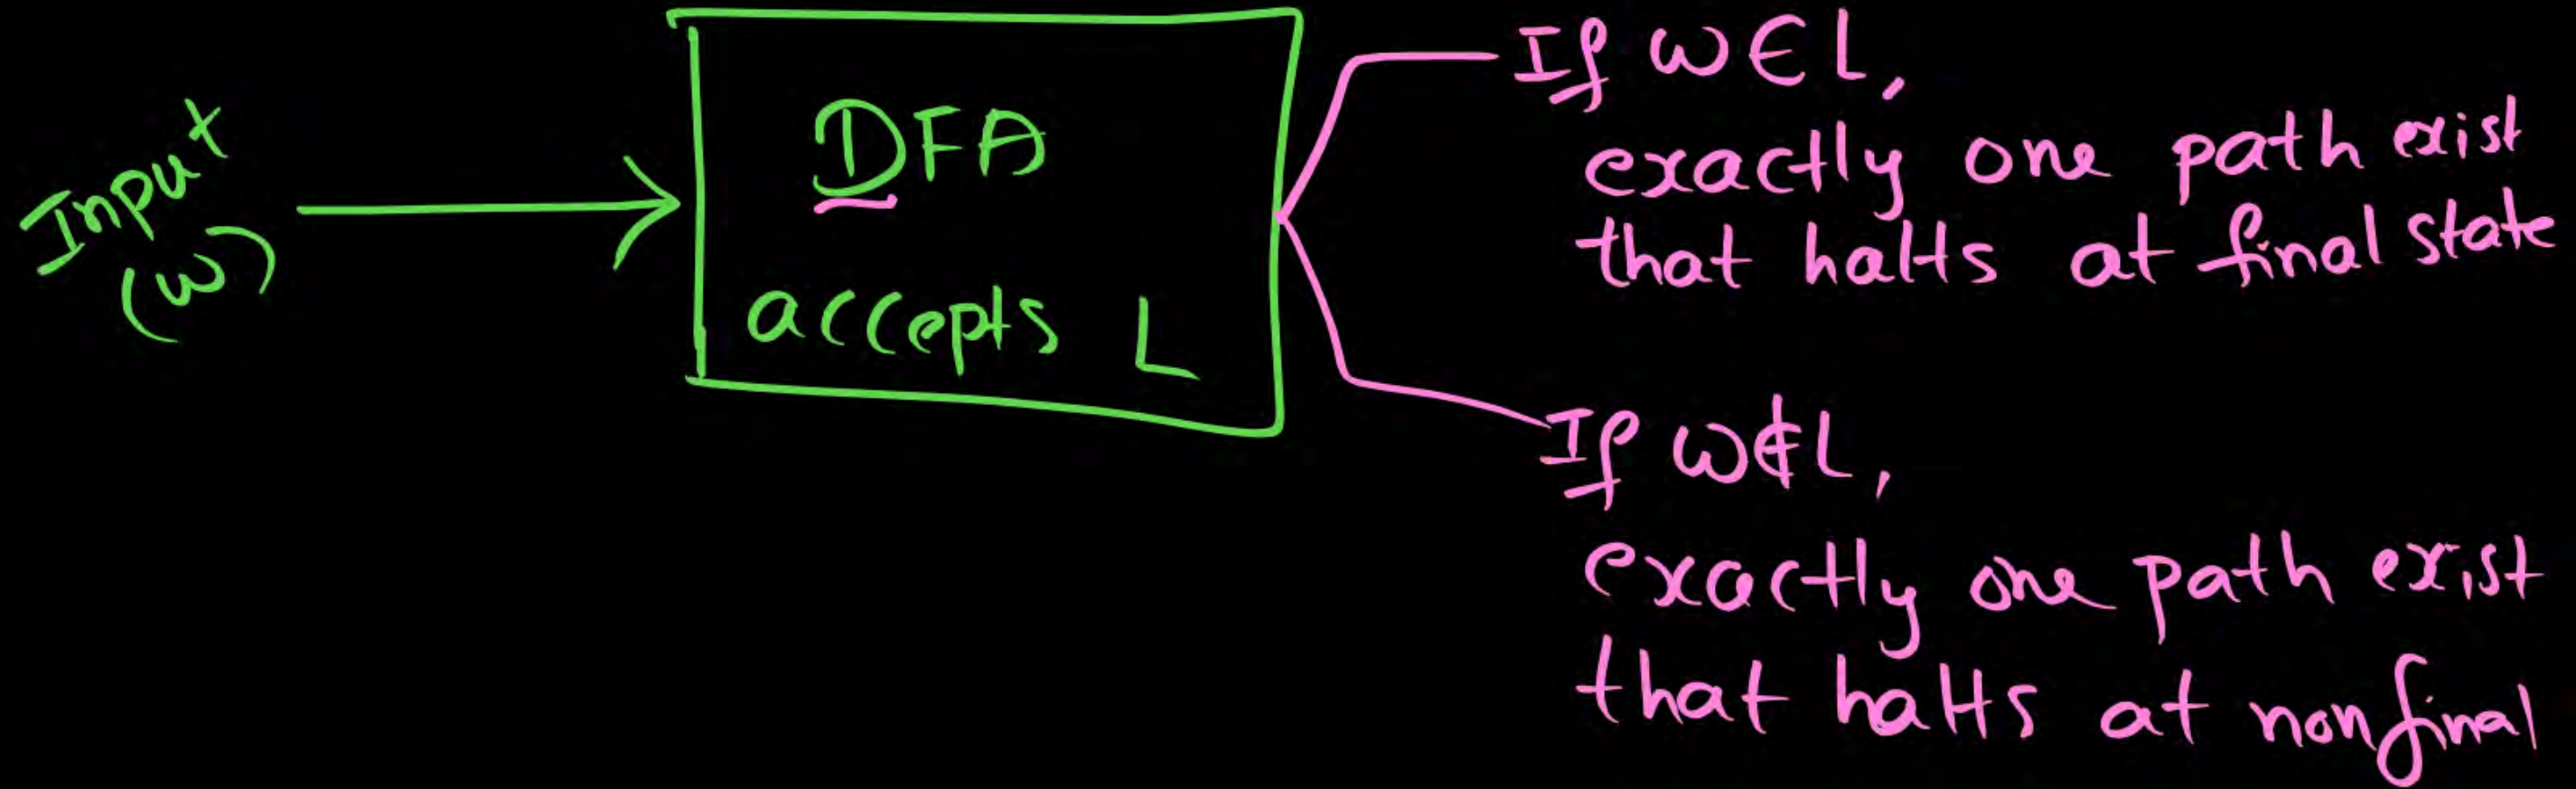 Input
(w)
DFA
accepts L
If w ∈ L,
exactly one path exist
that halts at final state
If w ∉ L,
exactly one path exist
that halts at nonfinal